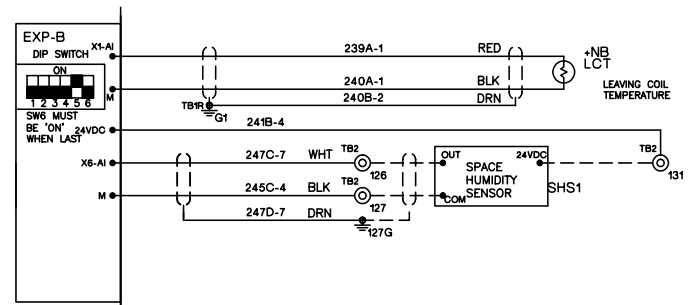 EXP-B
DIP SWITCH
X1-AI
239A-1
RED
+NB
LCT
ON
M
240A-1
BLK
LEAVING COIL
TEMPERATURE
1 2 3 4 5 6
TB1R
G1
240B-2
DRN
SW6 MUST
BE 'ON'
WHEN LAST
24VDC
241B-4
X6-AI
247C-7
WHT
TB2
126
OUT
24VDC
TB2
131
SPACE
HUMIDITY
SENSOR
SHS1
M
245C-4
BLK
TB2
127
COM
247D-7
DRN
127G